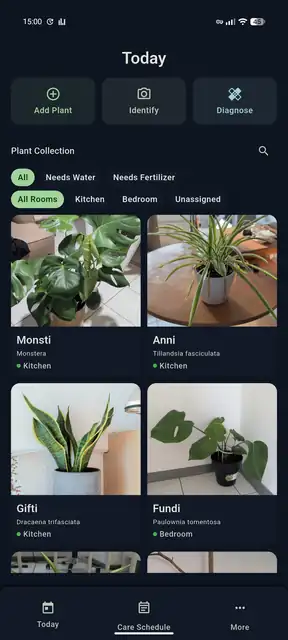 15:00
43
Today
Add Plant
Identify
Diagnose
Plant Collection
All
Needs Water
Needs Fertilizer
All Rooms
Kitchen
Bedroom
Unassigned
Monsti
Monstera
Kitchen
Anni
Tillandsia fasciculata
Kitchen
Gifti
Dracaena trifasciata
Kitchen
Fundi
Paulownia tomentosa
Bedroom
Today
Care Schedule
More